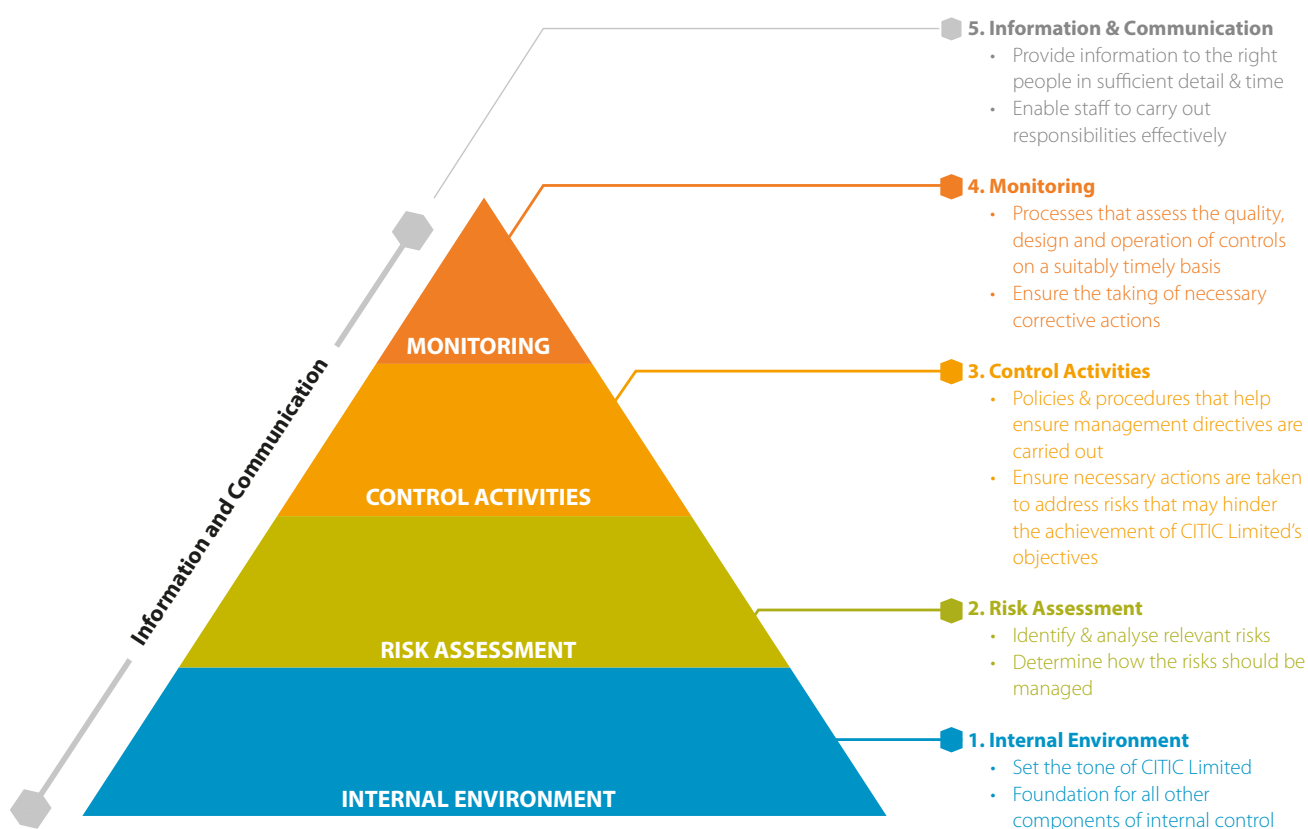 5. Information & Communication
• Provide information to the right
people in sufficient detail & time
• Enable staff to carry out
responsibilities effectively
4. Monitoring
• Processes that assess the quality,
design and operation of controls
on a suitably timely basis
• Ensure the taking of necessary
corrective actions
3. Control Activities
• Policies & procedures that help
ensure management directives are
carried out
• Ensure necessary actions are taken
to address risks that may hinder
the achievement of CITIC Limited's
objectives
2. Risk Assessment
• Identify & analyse relevant risks
• Determine how the risks should be
managed
1. Internal Environment
• Set the tone of CITIC Limited
• Foundation for all other
components of internal control
Information and Communication
MONITORING
CONTROL ACTIVITIES
RISK ASSESSMENT
INTERNAL ENVIRONMENT